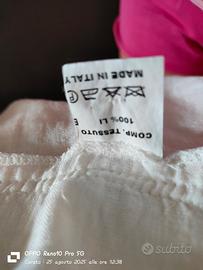 COMP. TESSUTO
100% LI
E
MADE IN ITALY
OPPO Reno10 Pro 5G
25 agosto 2025 alle ore 12:38
subito